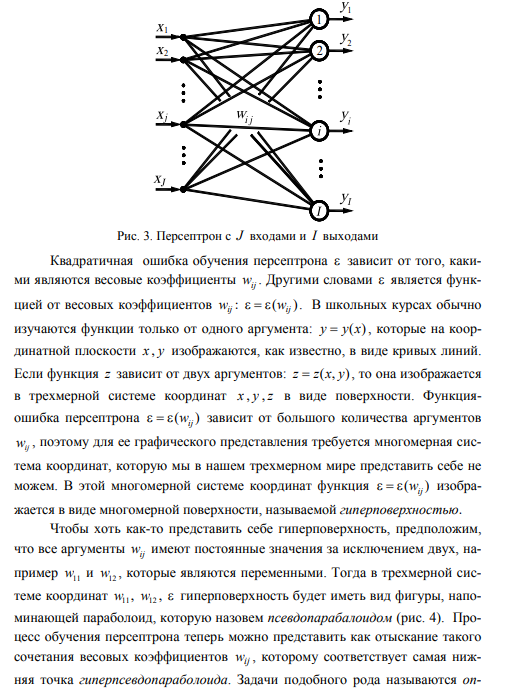 x1 1 y1
x2 2 y2
xj wij i yi
xJ I yI
Рис. 3. Персептрон с J входами и I выходами
Квадратичная ошибка обучения персептрона ε зависит от того, каки-
ми являются весовые коэффициенты wij. Другими словами ε является функ-
цией от весовых коэффициентов wij: ε = ε(wij). В школьных курсах обычно
изучаются функции только от одного аргумента: y = y(x), которые на коор-
динатной плоскости x, y изображаются, как известно, в виде кривых линий.
Если функция z зависит от двух аргументов: z = z(x, y), то она изображается
в трехмерной системе координат x, y, z в виде поверхности. Функция-
ошибка персептрона ε = ε(wij) зависит от большого количества аргументов
wij, поэтому для ее графического представления требуется многомерная сис-
тема координат, которую мы в нашем трехмерном мире представить себе не
можем. В этой многомерной системе координат функция ε = ε(wij) изобра-
жается в виде многомерной поверхности, называемой гиперповерхностью.
Чтобы хоть как-то представить себе гиперповерхность, предположим,
что все аргументы wij имеют постоянные значения за исключением двух, на-
пример w11 и w12, которые являются переменными. Тогда в трехмерной сис-
теме координат w11, w12, ε гиперповерхность будет иметь вид фигуры, напо-
минающей параболоид, которую назовем псевдопарабалоидом (рис. 4). Про-
цесс обучения персептрона теперь можно представить как отыскание такого
сочетания весовых коэффициентов wij, которому соответствует самая ниж-
няя точка гиперпсевдопараболоида. Задачи подобного рода называются оп-